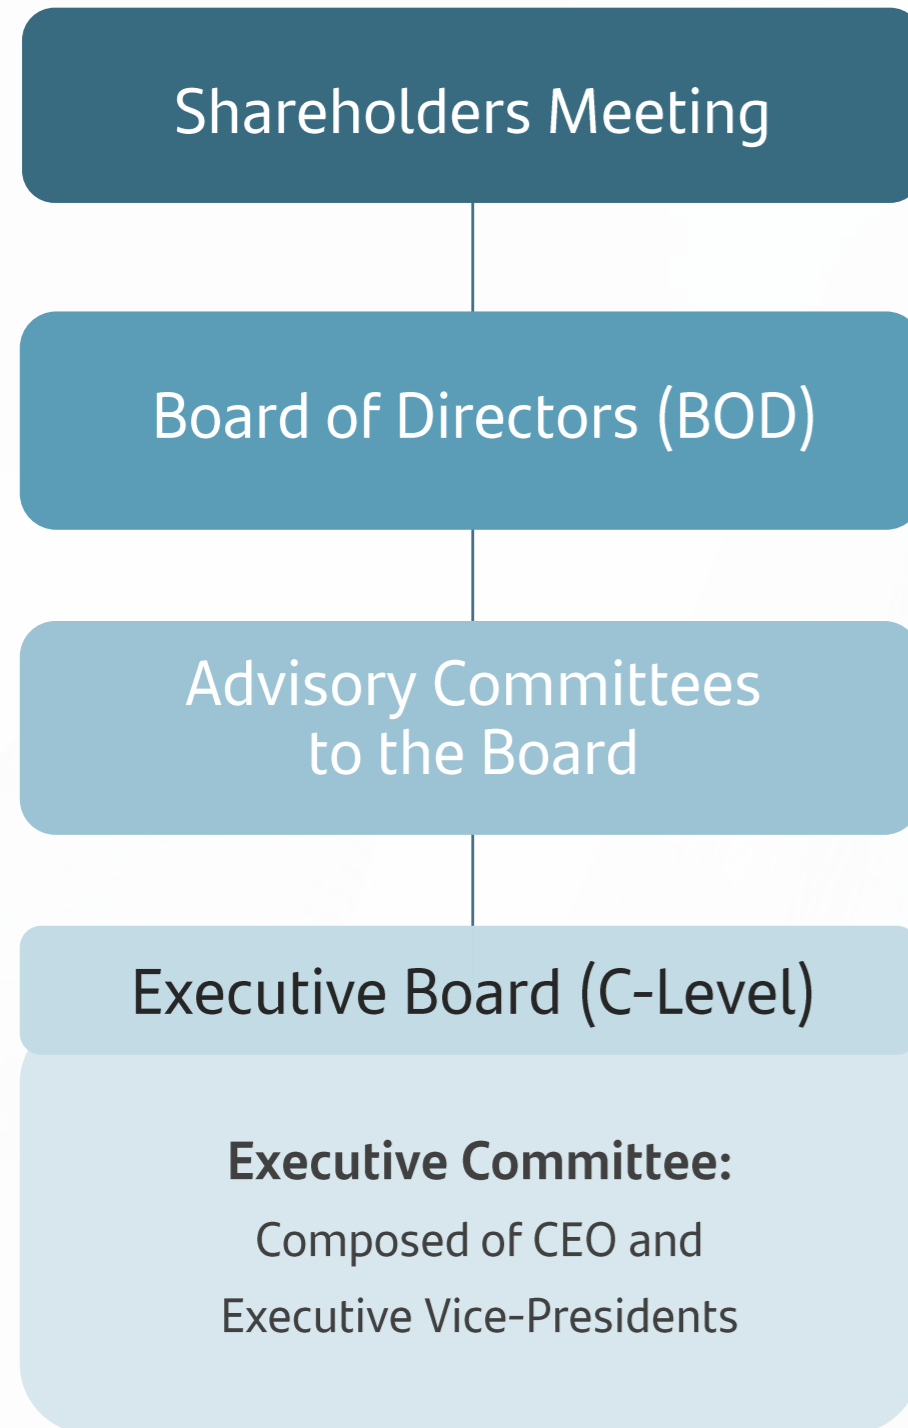 Shareholders Meeting
Board of Directors (BOD)
Advisory Committees
to the Board
Executive Board (C-Level)
Executive Committee:
Composed of CEO and
Executive Vice-Presidents